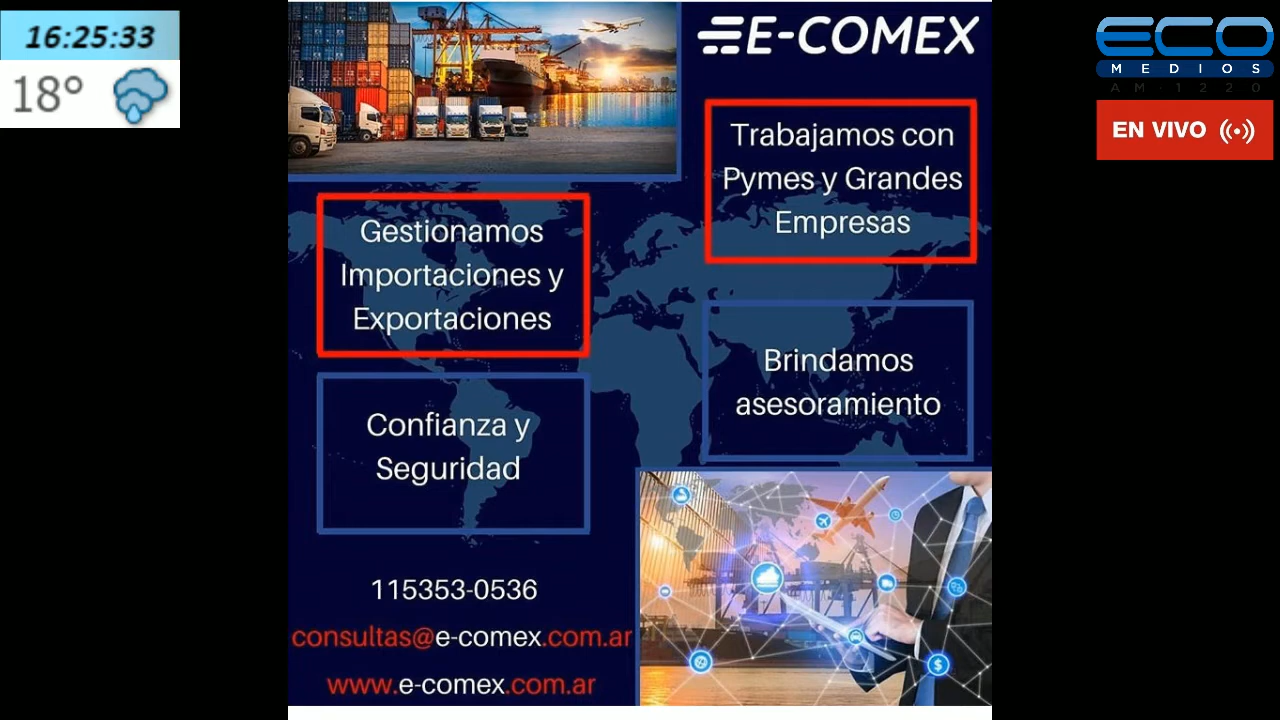 16:25:33
18°
E-COMEX
ECO
MEDIOS
AM·1220
EN VIVO
Trabajamos con
Pymes y Grandes
Empresas
Gestionamos
Importaciones y
Exportaciones
Brindamos
asesoramiento
Confianza y
Seguridad
115353-0536
consultas@e-comex.com.ar
www.e-comex.com.ar